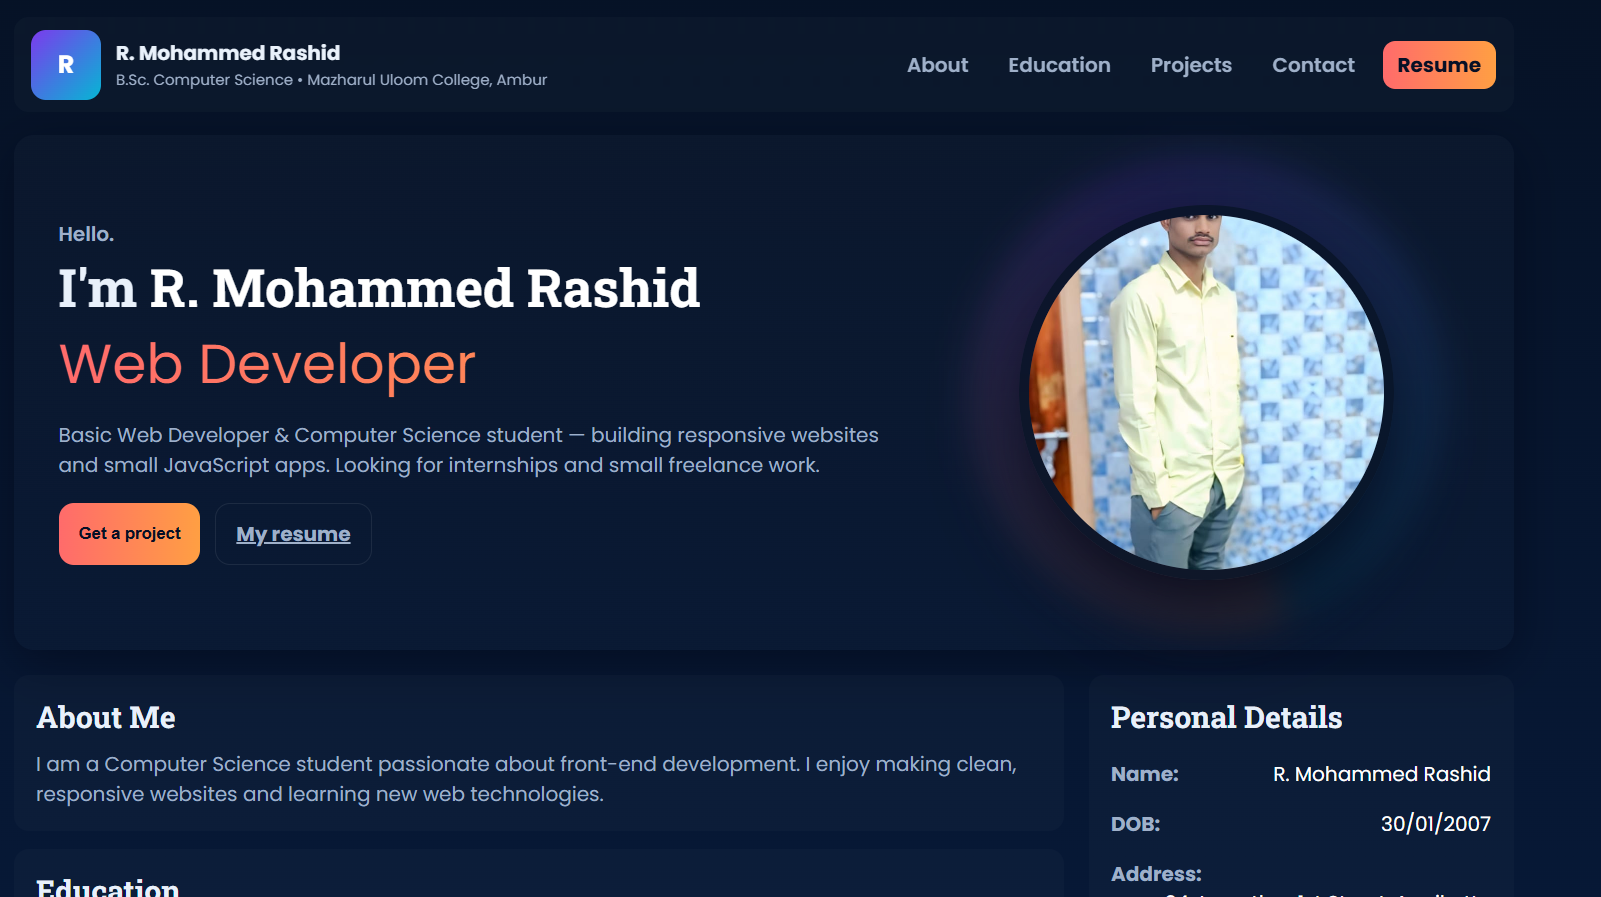 R
R. Mohammed Rashid
B.Sc. Computer Science • Mazharul Uloom College, Ambur
About
Education
Projects
Contact
Resume
Hello.
I'm R. Mohammed Rashid
Web Developer
Basic Web Developer & Computer Science student — building responsive websites
and small JavaScript apps. Looking for internships and small freelance work.
Get a project
My resume
About Me
I am a Computer Science student passionate about front-end development. I enjoy making clean,
responsive websites and learning new web technologies.
Education
Personal Details
Name: R. Mohammed Rashid
DOB: 30/01/2007
Address: